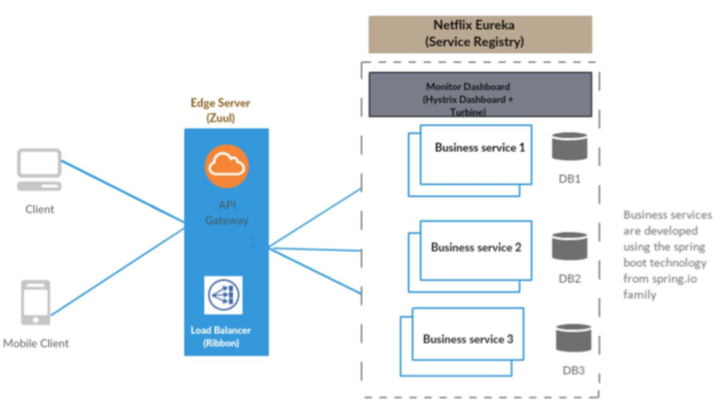 Netflix Eureka
(Service Registry)
Monitor Dashboard
(Hystrix Dashboard +
Turbine)
Edge Server
(Zuul)
API
Gateway
Load Balancer
(Ribbon)
Client
Mobile Client
Business service 1
DB1
Business service 2
DB2
Business service 3
DB3
Business services
are developed
using the spring
boot technology
from spring.io
family